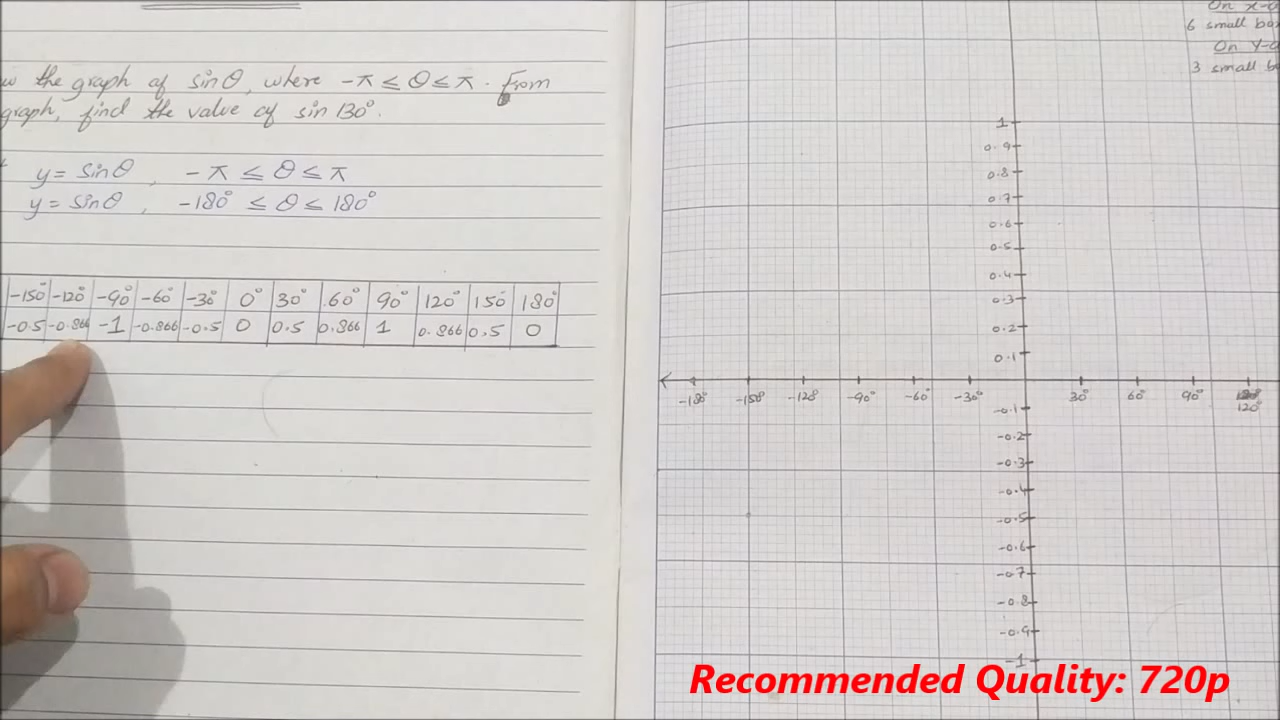 the graph of sinθ, where -π ≤ θ ≤ π. From
graph, find the value of sin 130°.
y = sinθ , -π ≤ θ ≤ π
y = sinθ , -180° ≤ θ ≤ 180°
-150° -120° -90° -60° -30° 0° 30° 60° 90° 120° 150 180°
-0.5 -0.866 -1 -0.866 -0.5 0 0.5 0.866 1 0.866 0.5 0
On x-a
6 small box
On Y-a
3 small b
1
0.9
0.8
0.7
0.6
0.5
0.4
0.3
0.2
0.1
-180° -150° -120° -90° -60° -30° 30° 60° 90° 120°
-0.1
-0.2
-0.3
-0.4
-0.5
-0.6
-0.7
-0.8
-0.9
-1
Recommended Quality: 720p